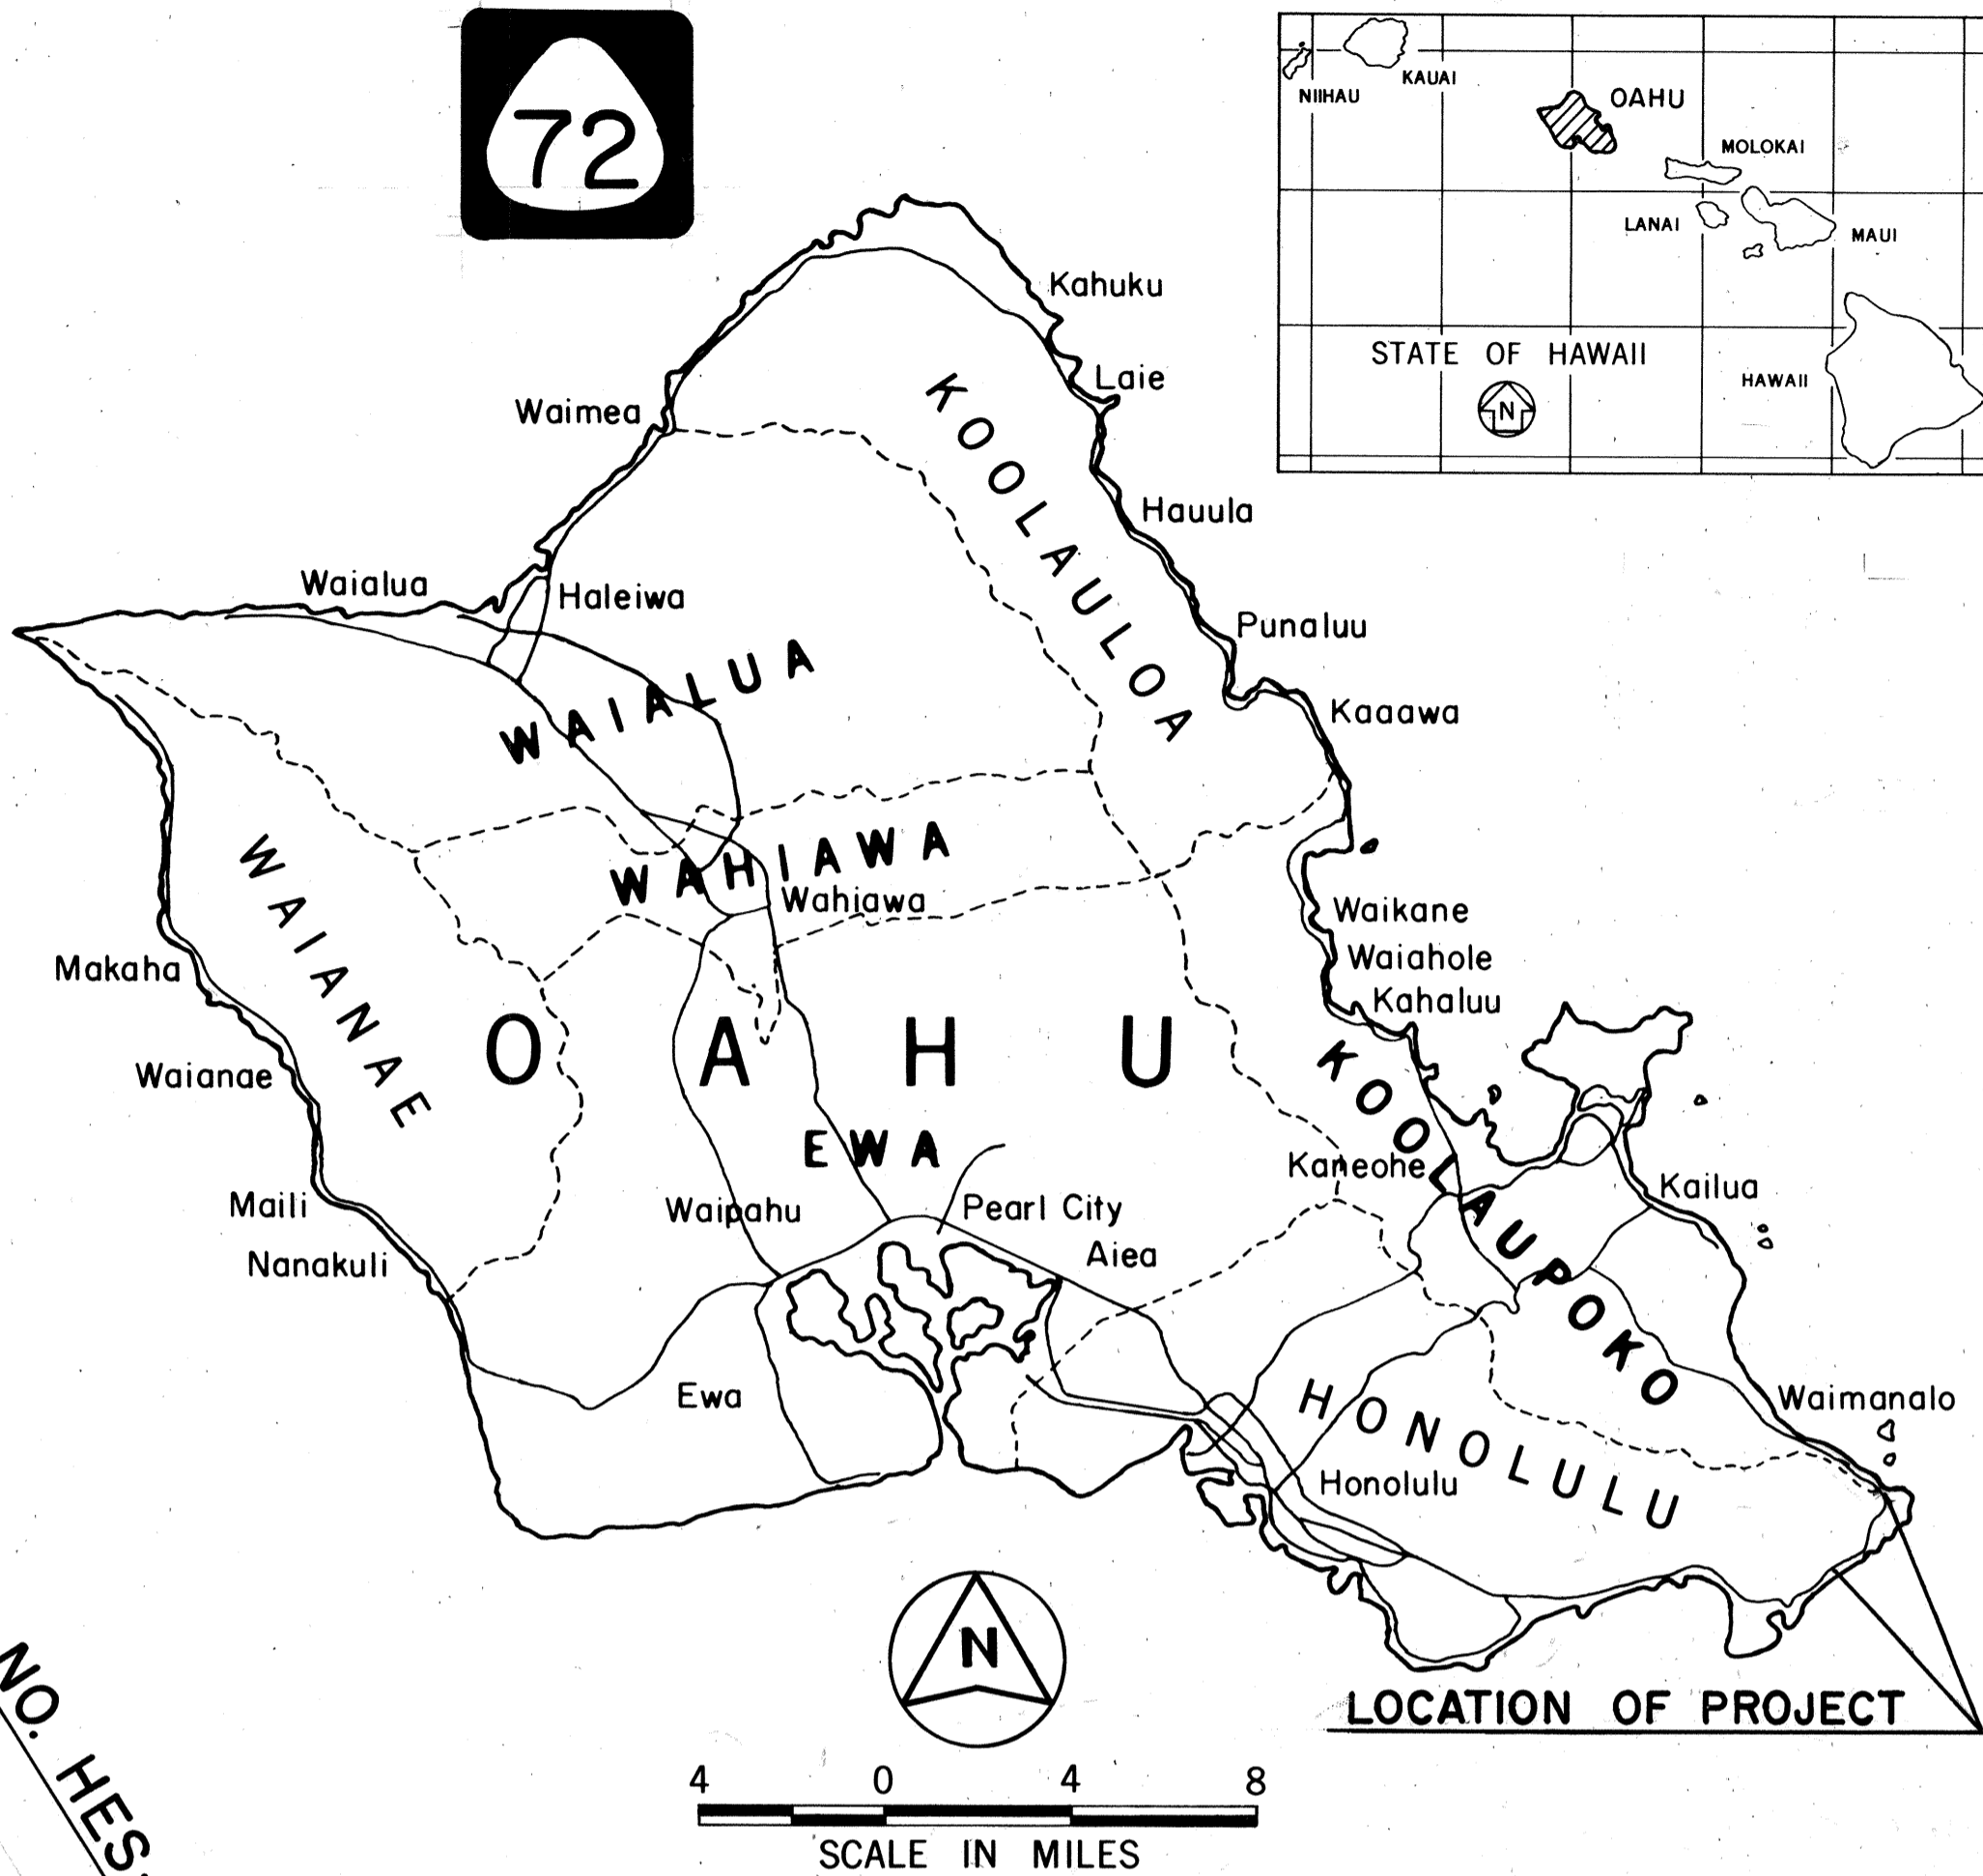 72
NIIHAU
KAUAI
OAHU
MOLOKAI
LANAI
MAUI
HAWAII
STATE OF HAWAII
N
Kahuku
Laie
Waimea
KOOLAULOA
Hauula
Waialua
Haleiwa
Punaluu
WAIALUA
Kaaawa
WAIANAE
WAHIAWA
Wahiawa
Waikane
Waiahole
Kahaluu
Makaha
OAHU
Waianae
KOOLAUPOKO
EWA
Kaneohe
Kailua
Maili
Waipahu
Pearl City
Nanakuli
Aiea
Ewa
Waimanalo
HONOLULU
Honolulu
N
LOCATION OF PROJECT
NO. HES-
4 0 4 8
SCALE IN MILES